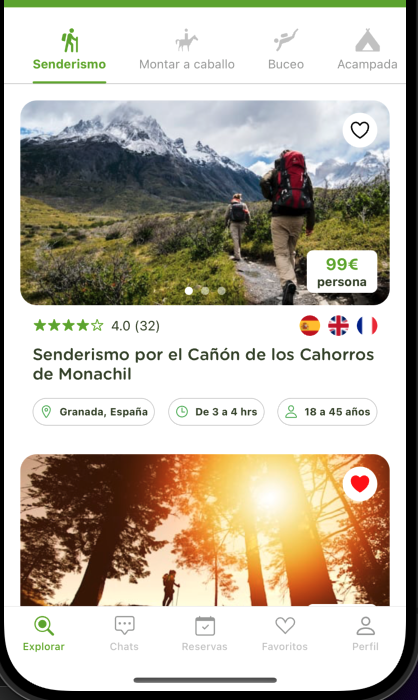 Senderismo
Montar a caballo
Buceo
Acampada
99€
persona
4.0 (32)
Senderismo por el Cañón de los Cahorros
de Monachil
Granada, España
De 3 a 4 hrs
18 a 45 años
Explorar
Chats
Reservas
Favoritos
Perfil